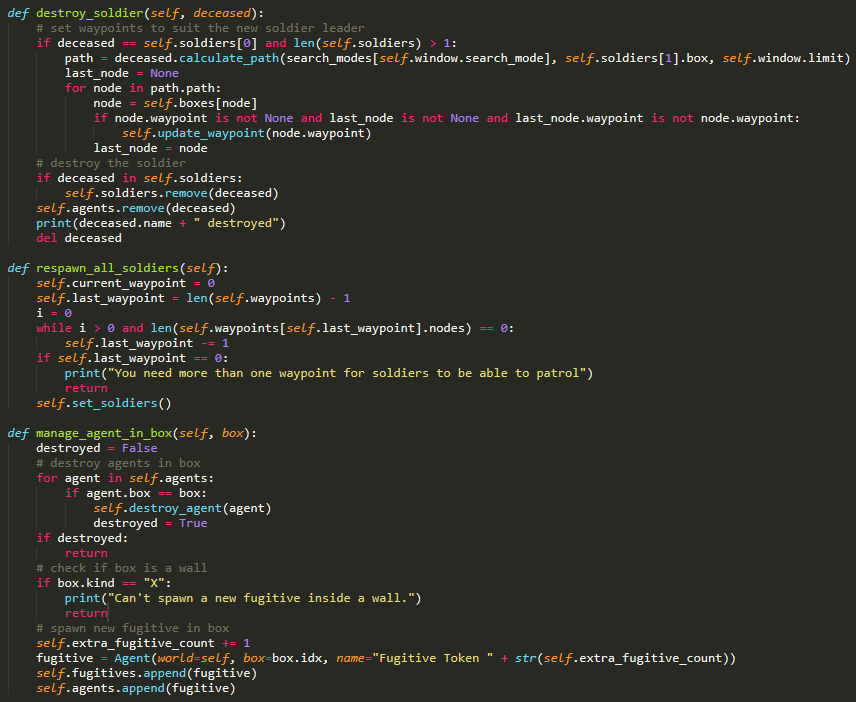 def destroy_soldier(self, deceased):
    # set waypoints to suit the new soldier leader
    if deceased == self.soldiers[0] and len(self.soldiers) > 1:
        path = deceased.calculate_path(search_modes[self.window.search_mode], self.soldiers[1].box, self.window.limit)
        last_node = None
        for node in path.path:
            node = self.boxes[node]
            if node.waypoint is not None and last_node is not None and last_node.waypoint is not node.waypoint:
                self.update_waypoint(node.waypoint)
            last_node = node
    # destroy the soldier
    if deceased in self.soldiers:
        self.soldiers.remove(deceased)
    self.agents.remove(deceased)
    print(deceased.name + " destroyed")
    del deceased

def respawn_all_soldiers(self):
    self.current_waypoint = 0
    self.last_waypoint = len(self.waypoints) - 1
    i = 0
    while i > 0 and len(self.waypoints[self.last_waypoint].nodes) == 0:
        self.last_waypoint -= 1
    if self.last_waypoint == 0:
        print("You need more than one waypoint for soldiers to be able to patrol")
        return
    self.set_soldiers()

def manage_agent_in_box(self, box):
    destroyed = False
    # destroy agents in box
    for agent in self.agents:
        if agent.box == box:
            self.destroy_agent(agent)
            destroyed = True
    if destroyed:
        return
    # check if box is a wall
    if box.kind == "X":
        print("Can't spawn a new fugitive inside a wall.")
        return
    # spawn new fugitive in box
    self.extra_fugitive_count += 1
    fugitive = Agent(world=self, box=box.idx, name="Fugitive Token " + str(self.extra_fugitive_count))
    self.fugitives.append(fugitive)
    self.agents.append(fugitive)